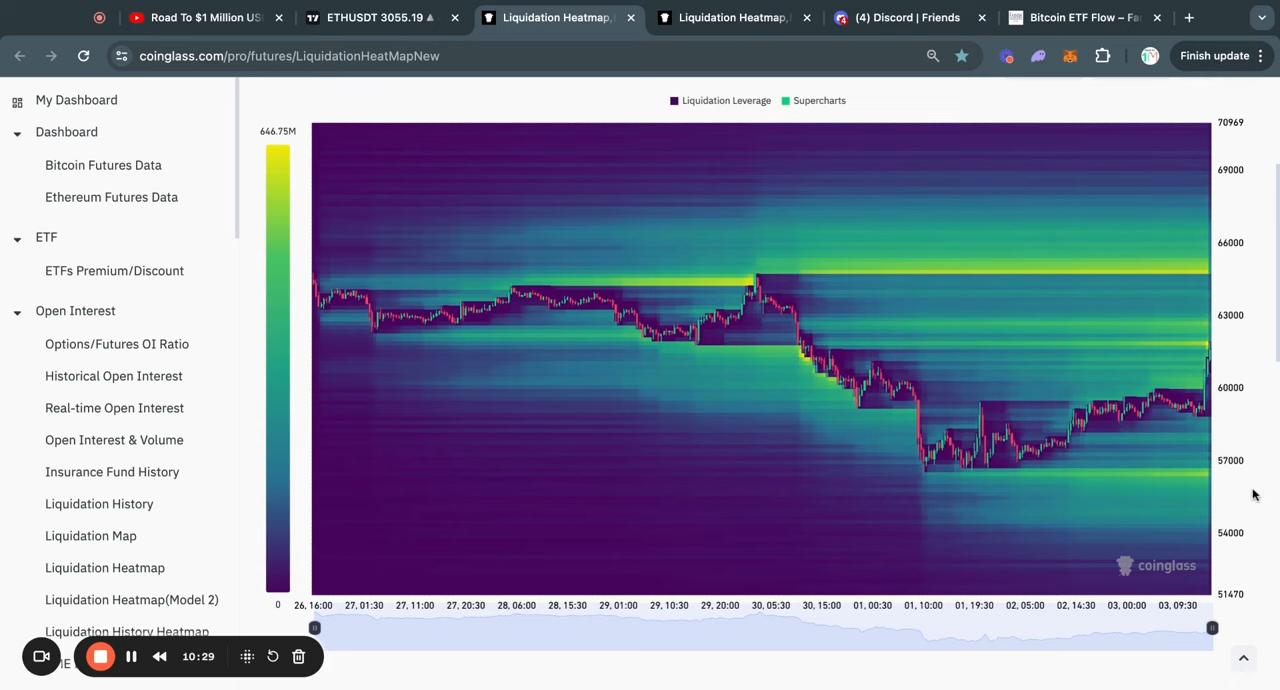 Road To $1 Million US
ETHUSDT 3055.19
Liquidation Heatmap,
Liquidation Heatmap,
(4) Discord | Friends
Bitcoin ETF Flow – Fa
coinglass.com/pro/futures/LiquidationHeatMapNew
1M
Finish update
My Dashboard
Dashboard
Bitcoin Futures Data
Ethereum Futures Data
ETF
ETFs Premium/Discount
Open Interest
Options/Futures OI Ratio
Historical Open Interest
Real-time Open Interest
Open Interest & Volume
Insurance Fund History
Liquidation History
Liquidation Map
Liquidation Heatmap
Liquidation Heatmap(Model 2)
Liquidation History Heatmap
10:29
Liquidation Leverage
Supercharts
646.75M
0
70969
69000
66000
63000
60000
57000
54000
51470
coinglass
26, 16:00
27, 01:30
27, 11:00
27, 20:30
28, 06:00
28, 15:30
29, 01:00
29, 10:30
29, 20:00
30, 05:30
30, 15:00
01, 00:30
01, 10:00
01, 19:30
02, 05:00
02, 14:30
03, 00:00
03, 09:30